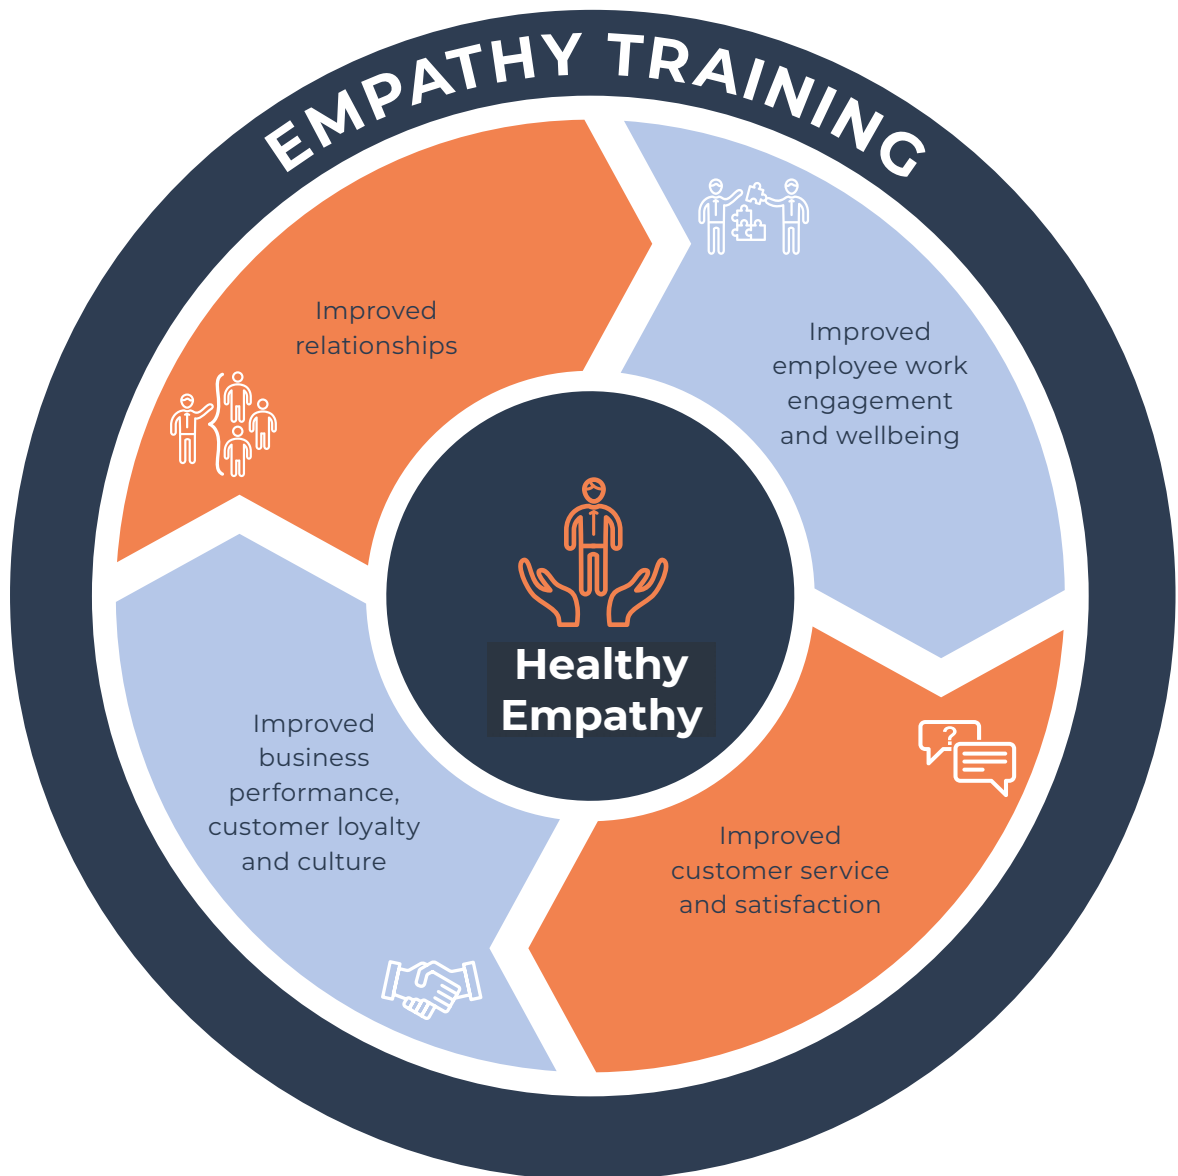 EMPATHY TRAINING
Improved
relationships
Improved
employee work
engagement
and wellbeing
Healthy
Empathy
Improved
business
performance,
customer loyalty
and culture
?
Improved
customer service
and satisfaction